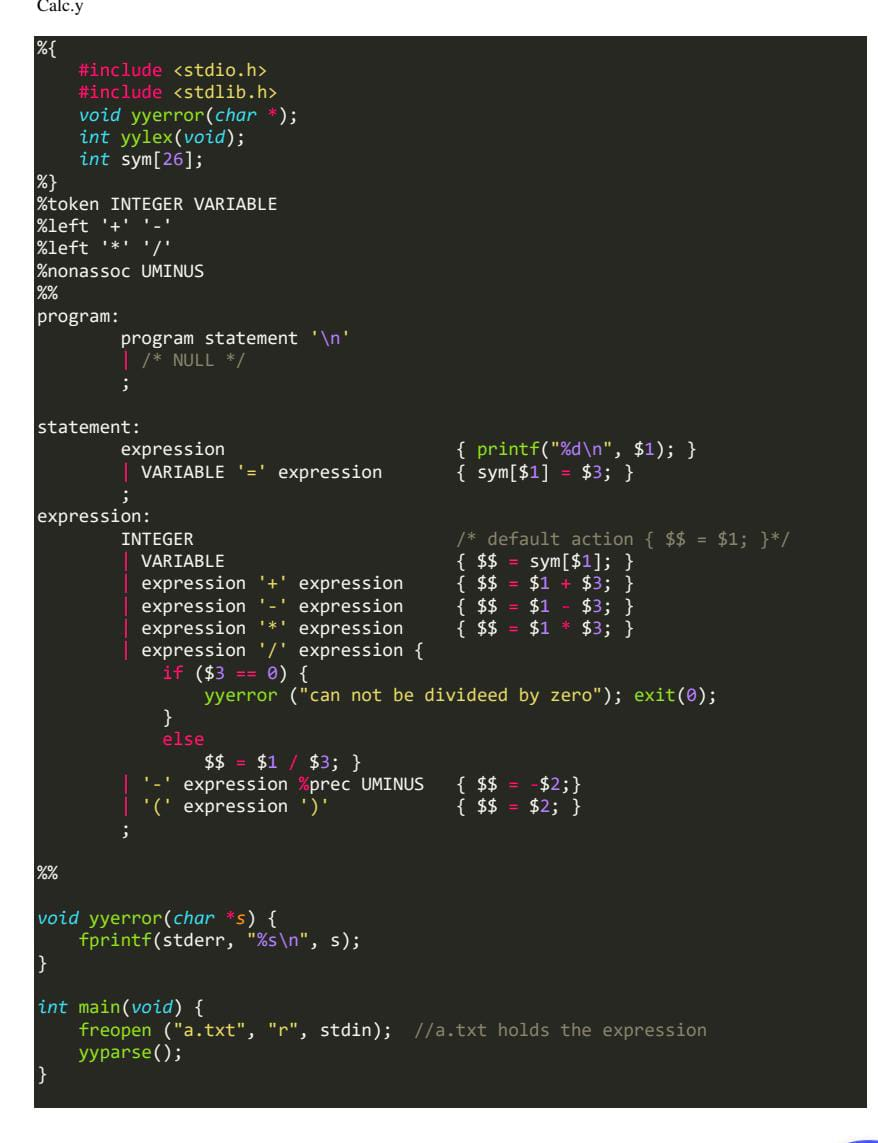 Calc.y
%{
    #include <stdio.h>
    #include <stdlib.h>
    void yyerror(char *);
    int yylex(void);
    int sym[26];
%}
%token INTEGER VARIABLE
%left '+' '-'
%left '*' '/'
%nonassoc UMINUS
%%
program:
        program statement '\n'
        | /* NULL */
        ;
statement:
        expression                      { printf("%d\n", $1); }
        | VARIABLE '=' expression       { sym[$1] = $3; }
        ;
expression:
        INTEGER                         /* default action { $$ = $1; }*/
        | VARIABLE                      { $$ = sym[$1]; }
        | expression '+' expression     { $$ = $1 + $3; }
        | expression '-' expression     { $$ = $1 - $3; }
        | expression '*' expression     { $$ = $1 * $3; }
        | expression '/' expression {
            if ($3 == 0) {
                yyerror ("can not be divideed by zero"); exit(0);
            }
            else
                $$ = $1 / $3; }
        | '-' expression %prec UMINUS   { $$ = -$2;}
        | '(' expression ')'            { $$ = $2; }
        ;
%%
void yyerror(char *s) {
    fprintf(stderr, "%s\n", s);
}
int main(void) {
    freopen ("a.txt", "r", stdin);  //a.txt holds the expression
    yyparse();
}